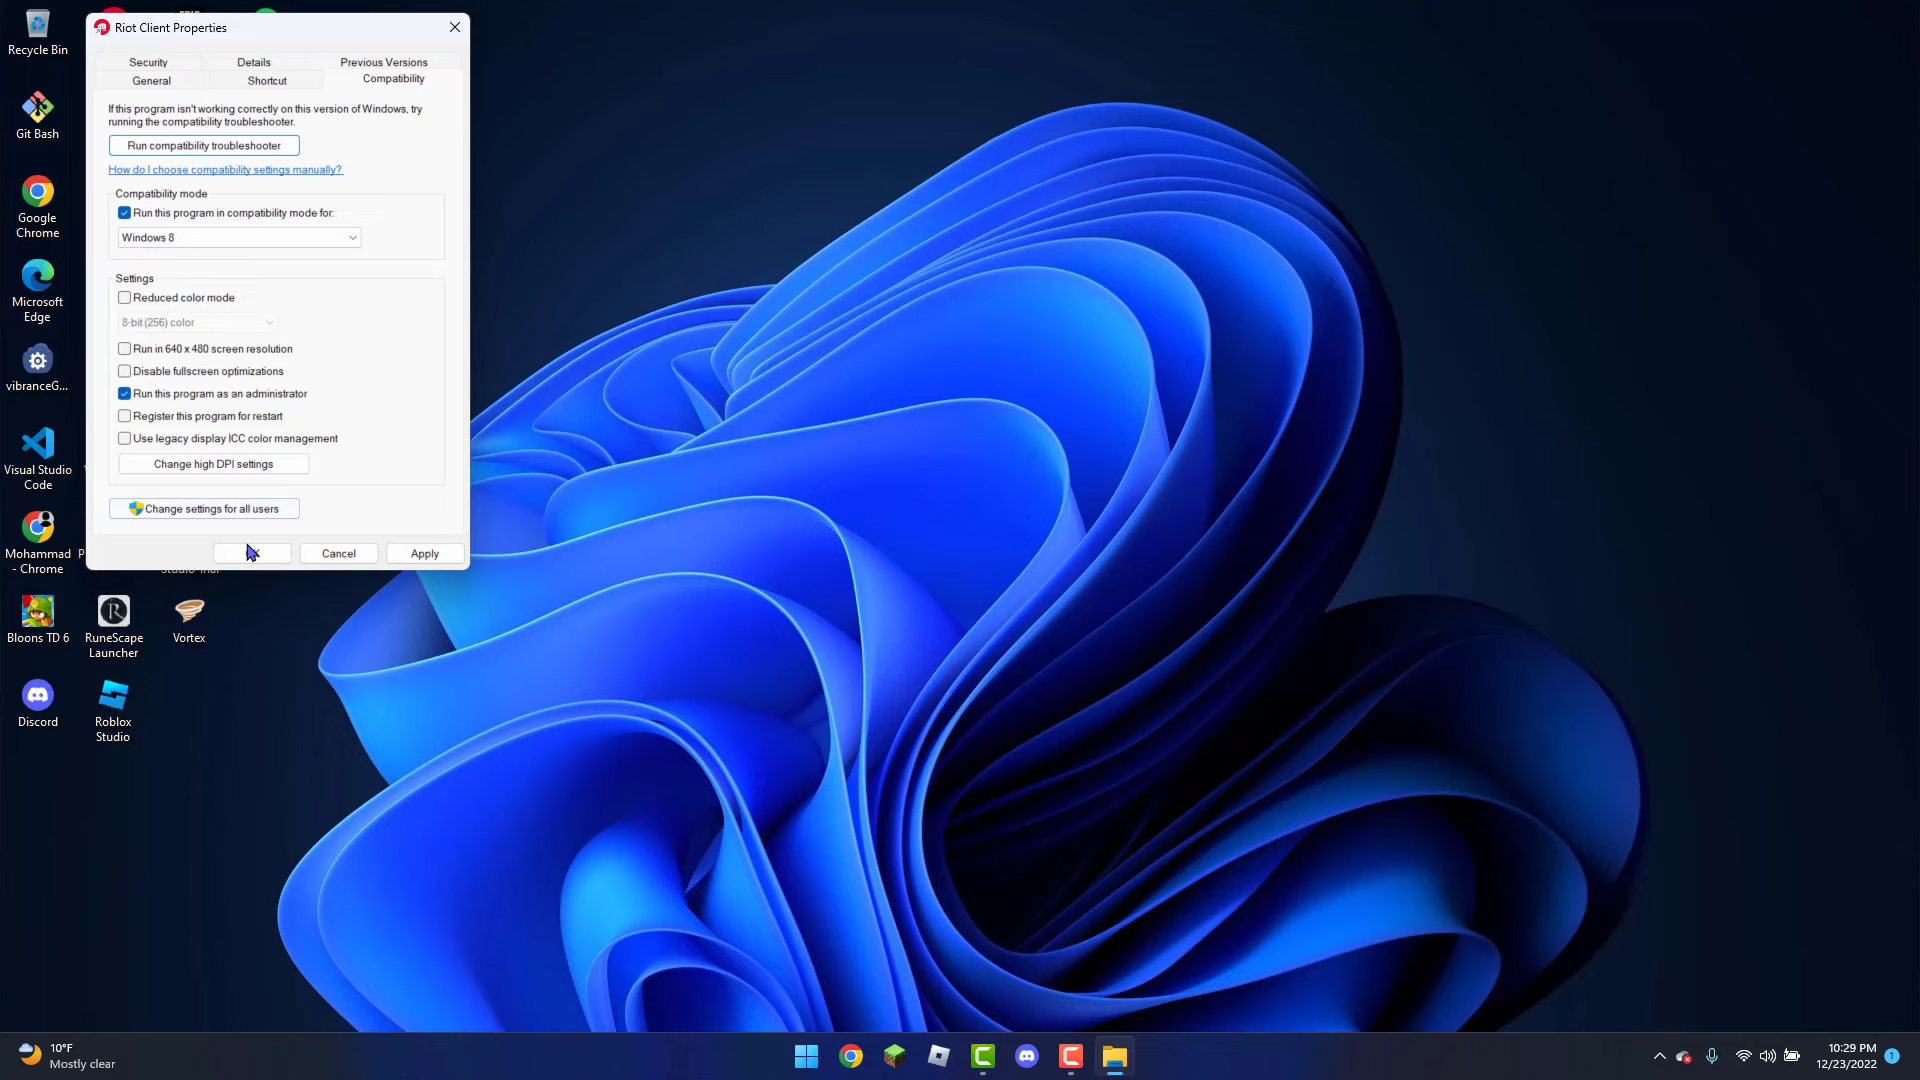 Riot Client Properties
Security
Details
Previous Versions
General
Shortcut
Compatibility
If this program isn't working correctly on this version of Windows, try
running the compatibility troubleshooter.
Run compatibility troubleshooter
How do I choose compatibility settings manually?
Compatibility mode
Run this program in compatibility mode for:
Windows 8
Settings
Reduced color mode
8-bit (256) color
Run in 640 x 480 screen resolution
Disable fullscreen optimizations
Run this program as an administrator
Register this program for restart
Use legacy display ICC color management
Change high DPI settings
Change settings for all users
Cancel
Apply
Recycle Bin
Git Bash
Google
Chrome
Microsoft
Edge
vibranceG...
Visual Studio
Code
Mohammad
- Chrome
Bloons TD 6
RuneScape
Launcher
Vortex
Discord
Roblox
Studio
10°F
Mostly clear
10:29 PM
12/23/2022
1